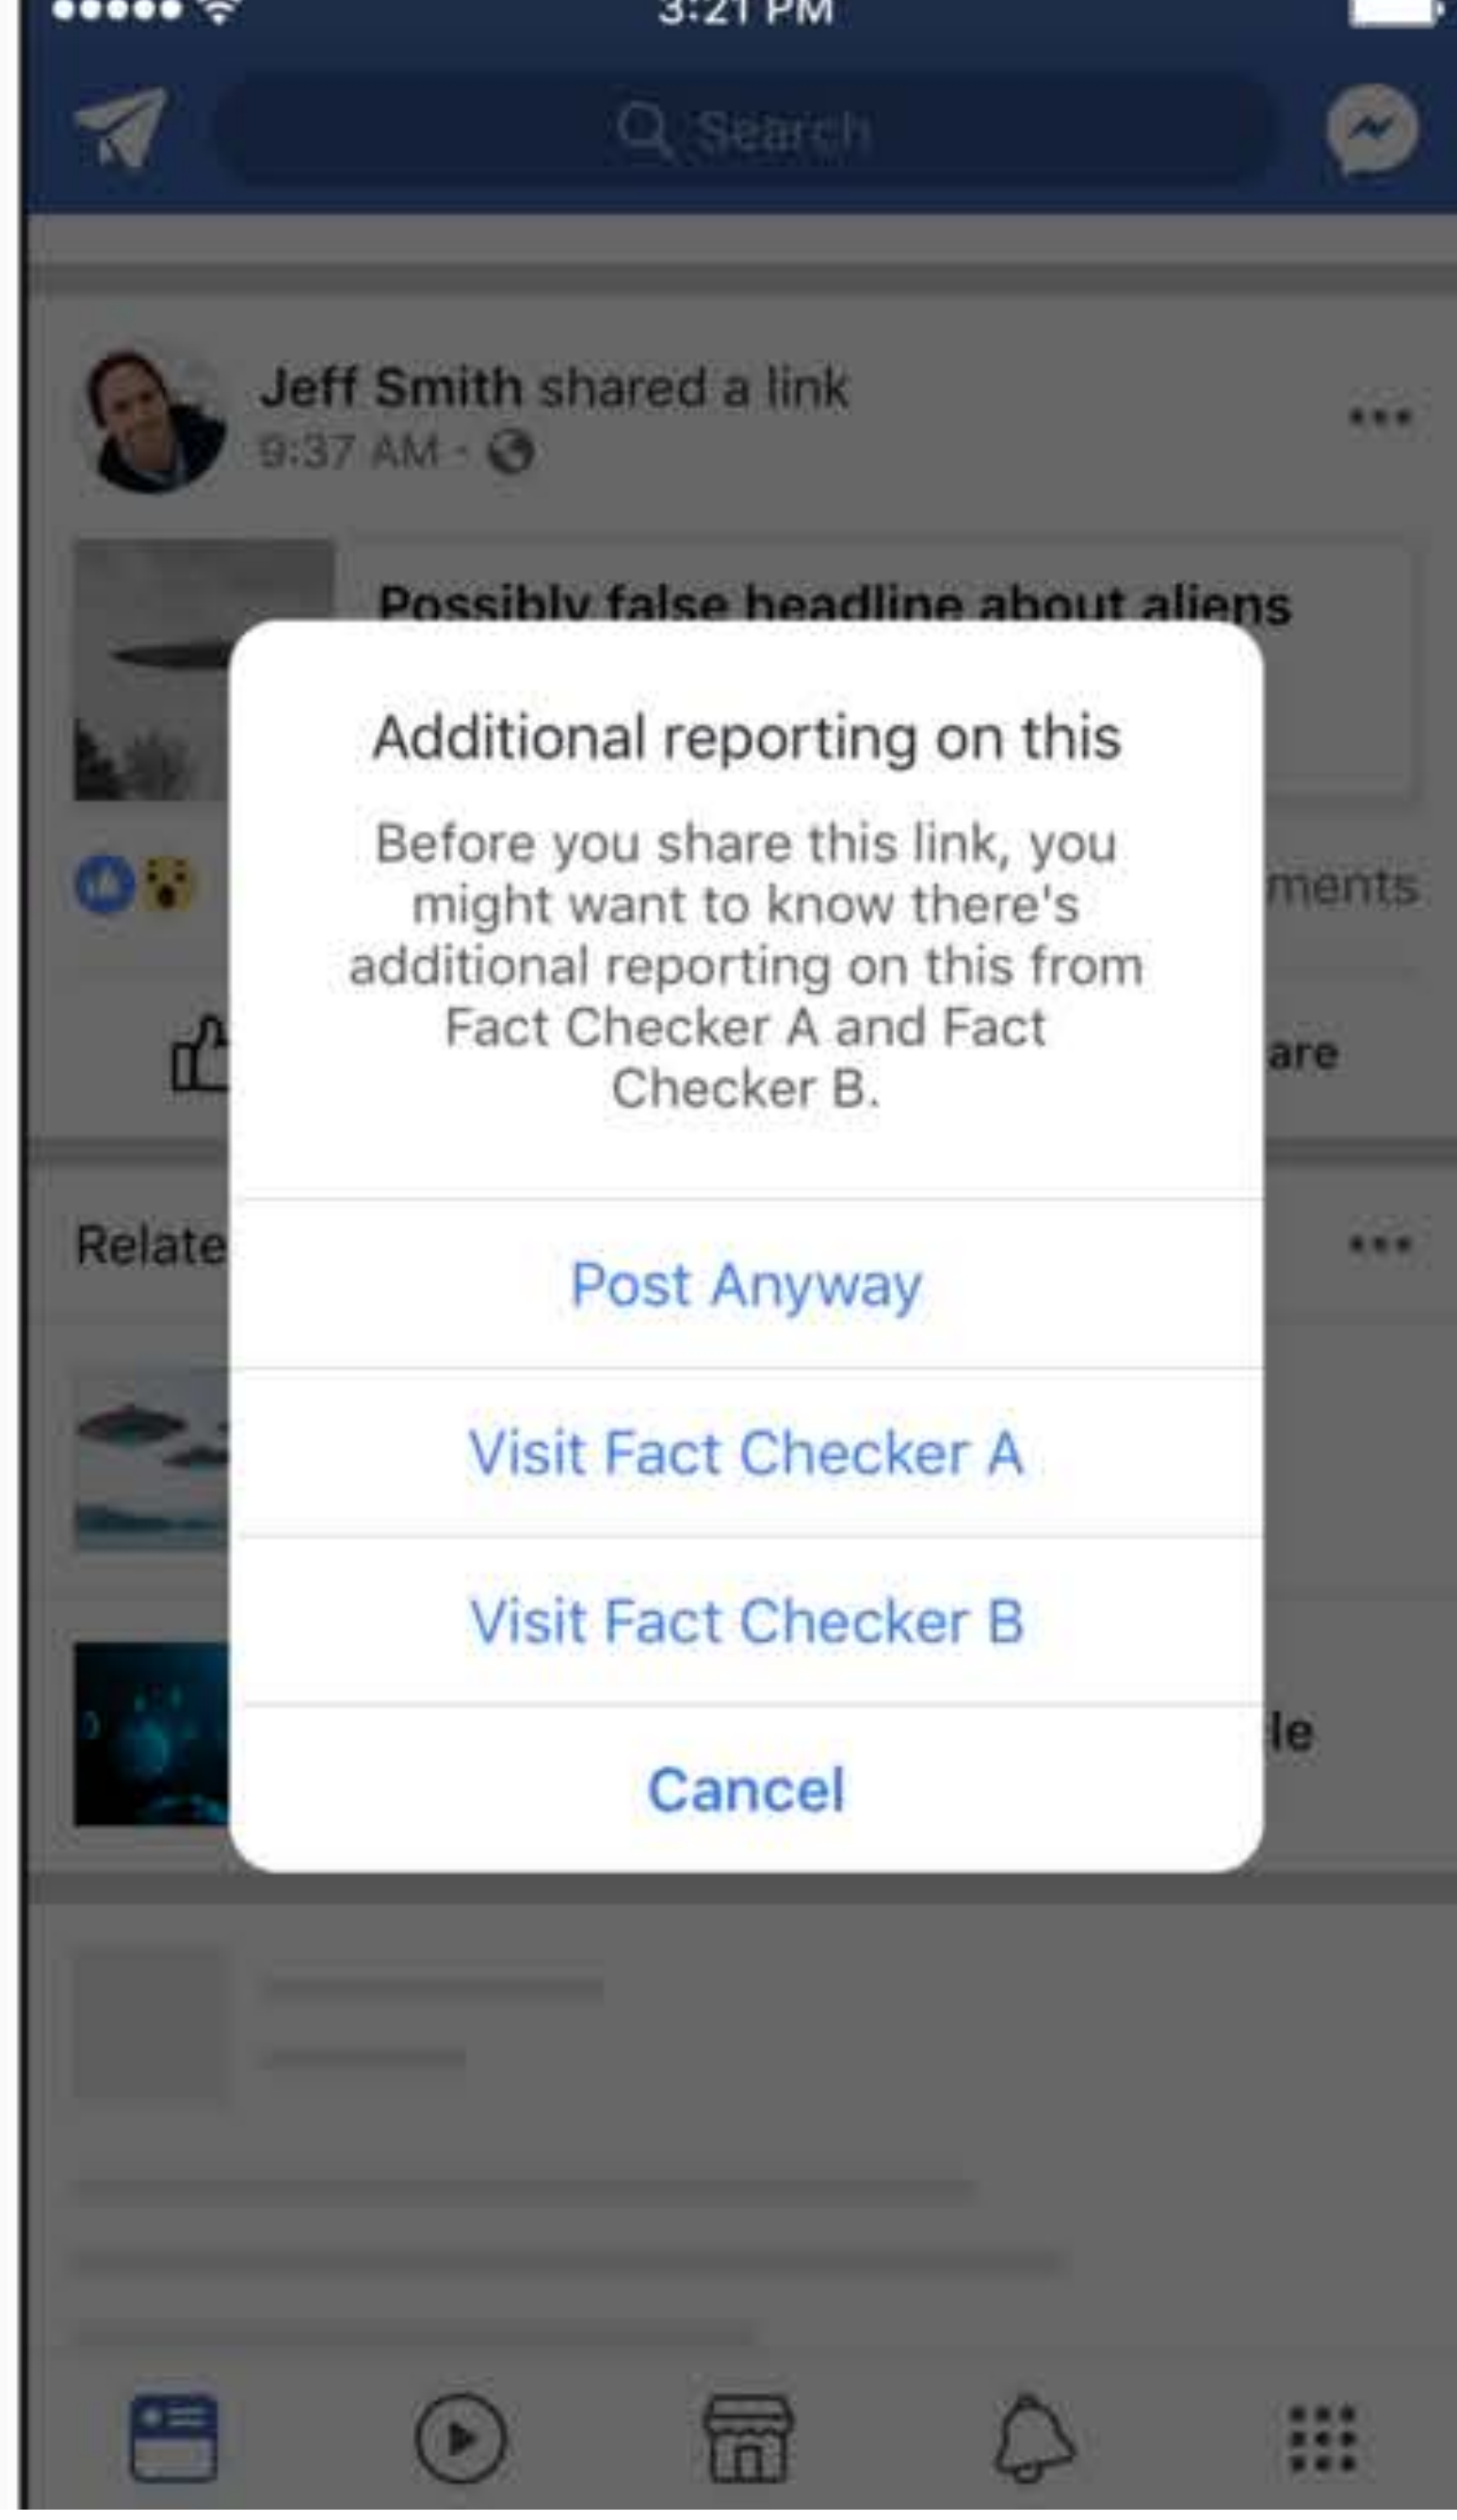 3:21 PM
Search
Jeff Smith shared a link
9:37 AM
Possibly false headline about aliens
Additional reporting on this
Before you share this link, you
might want to know there's
additional reporting on this from
Fact Checker A and Fact
Checker B.
ments
are
Relate
Post Anyway
Visit Fact Checker A
Visit Fact Checker B
le
Cancel